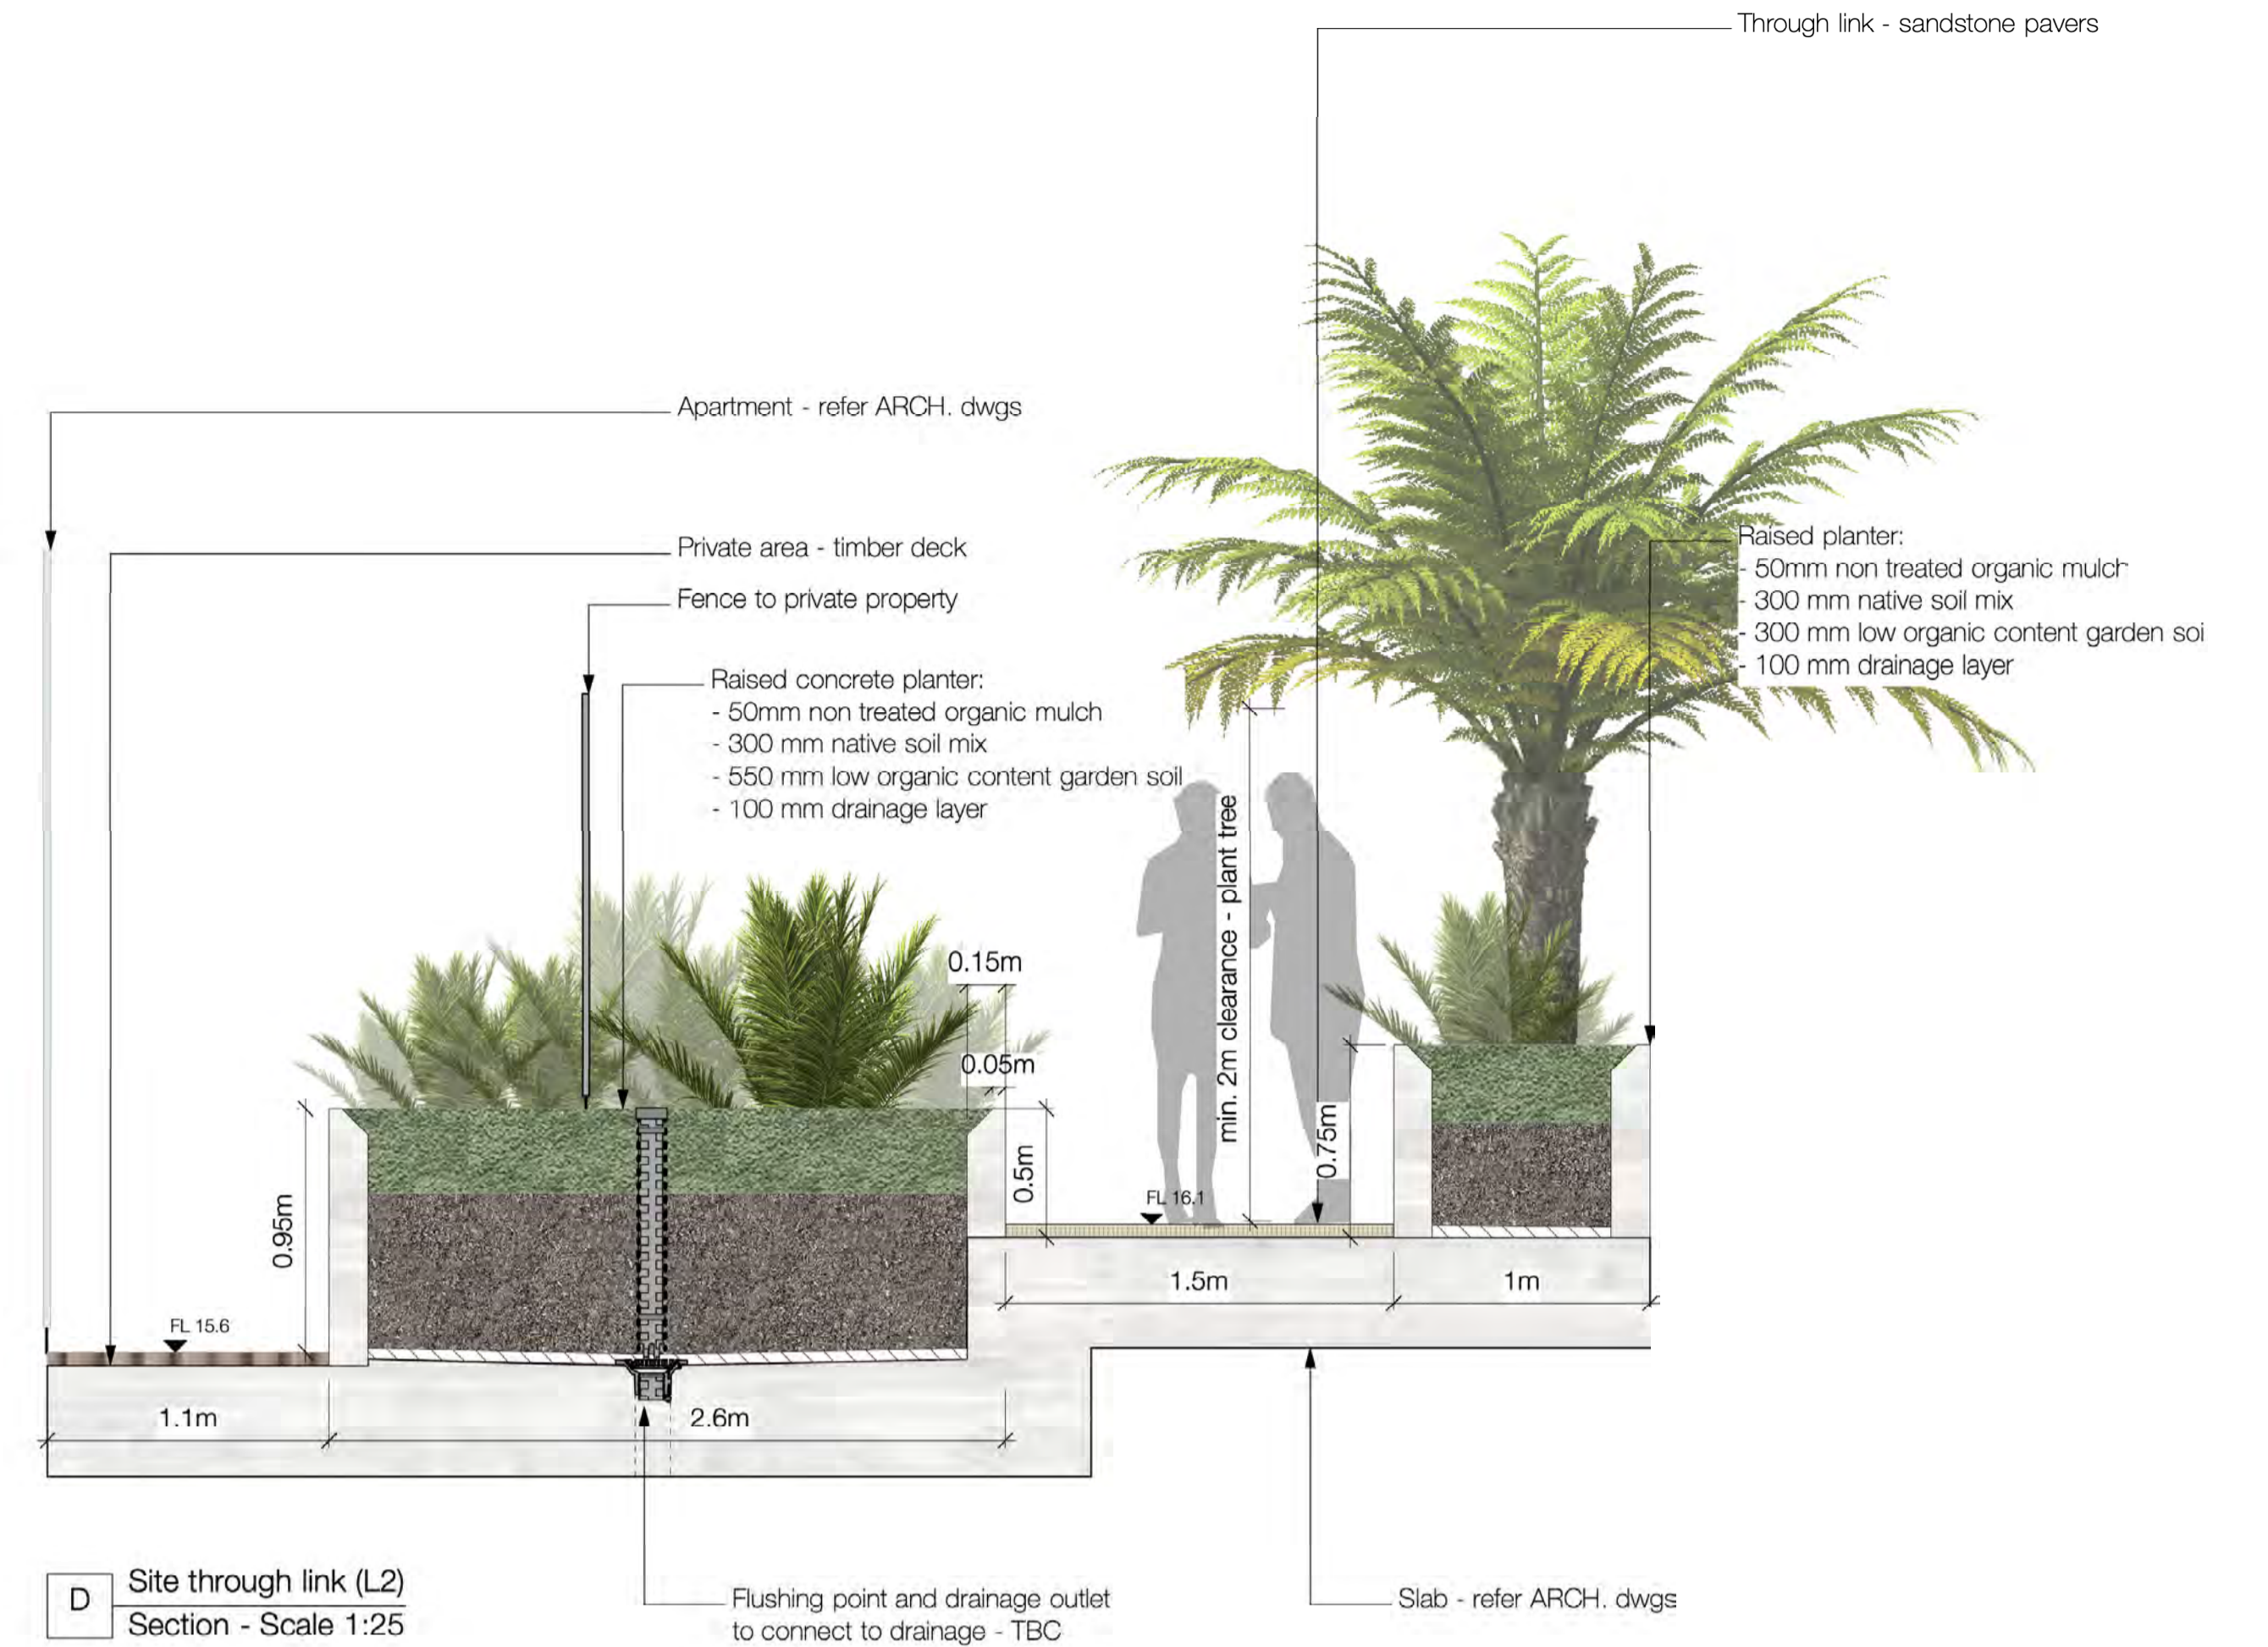 Through link - sandstone pavers
Apartment - refer ARCH. dwgs
Private area - timber deck
Fence to private property
Raised concrete planter:
- 50mm non treated organic mulch
- 300 mm native soil mix
- 550 mm low organic content garden soil
- 100 mm drainage layer
Raised planter:
- 50mm non treated organic mulch
- 300 mm native soil mix
- 300 mm low organic content garden soi
- 100 mm drainage layer
0.15m
0.05m
min. 2m clearance - plant tree
0.75m
0.5m
0.95m
FL 16.1
FL 15.6
1.5m
1m
1.1m
2.6m
D
Site through link (L2)
Section - Scale 1:25
Flushing point and drainage outlet
to connect to drainage - TBC
Slab - refer ARCH. dwgs